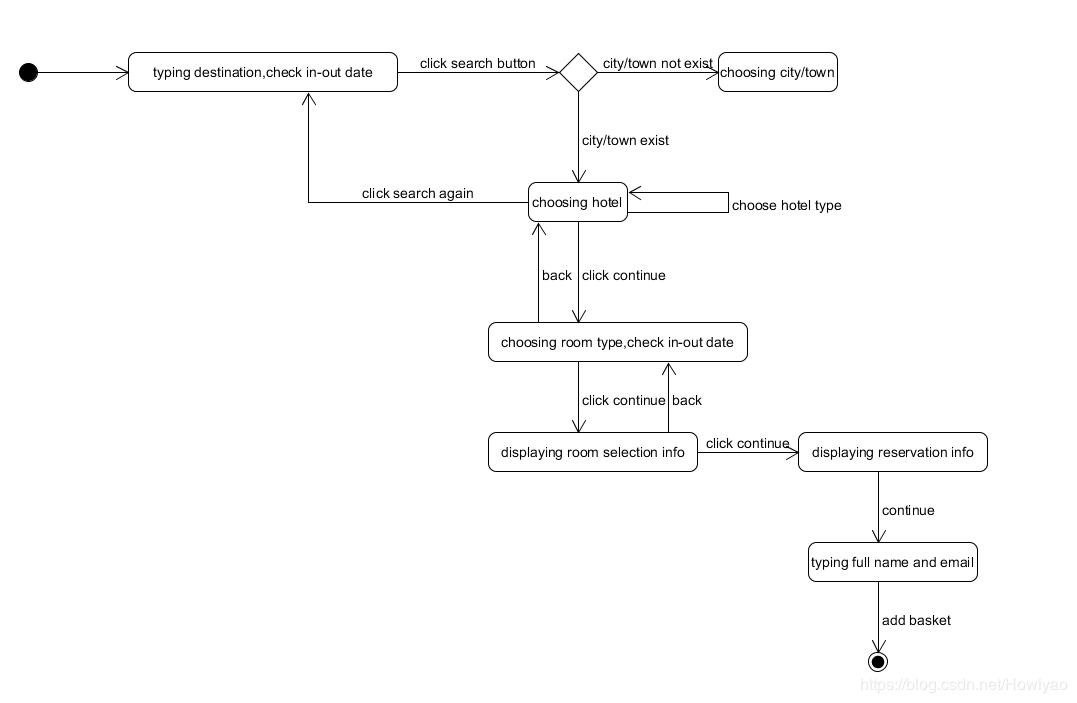 typing destination,check in-out date
click search button
city/town not exist
choosing city/town
city/town exist
click search again
choosing hotel
choose hotel type
back
click continue
choosing room type,check in-out date
click continue
back
displaying room selection info
click continue
displaying reservation info
continue
typing full name and email
add basket
https://blog.csdn.net/Howlyao